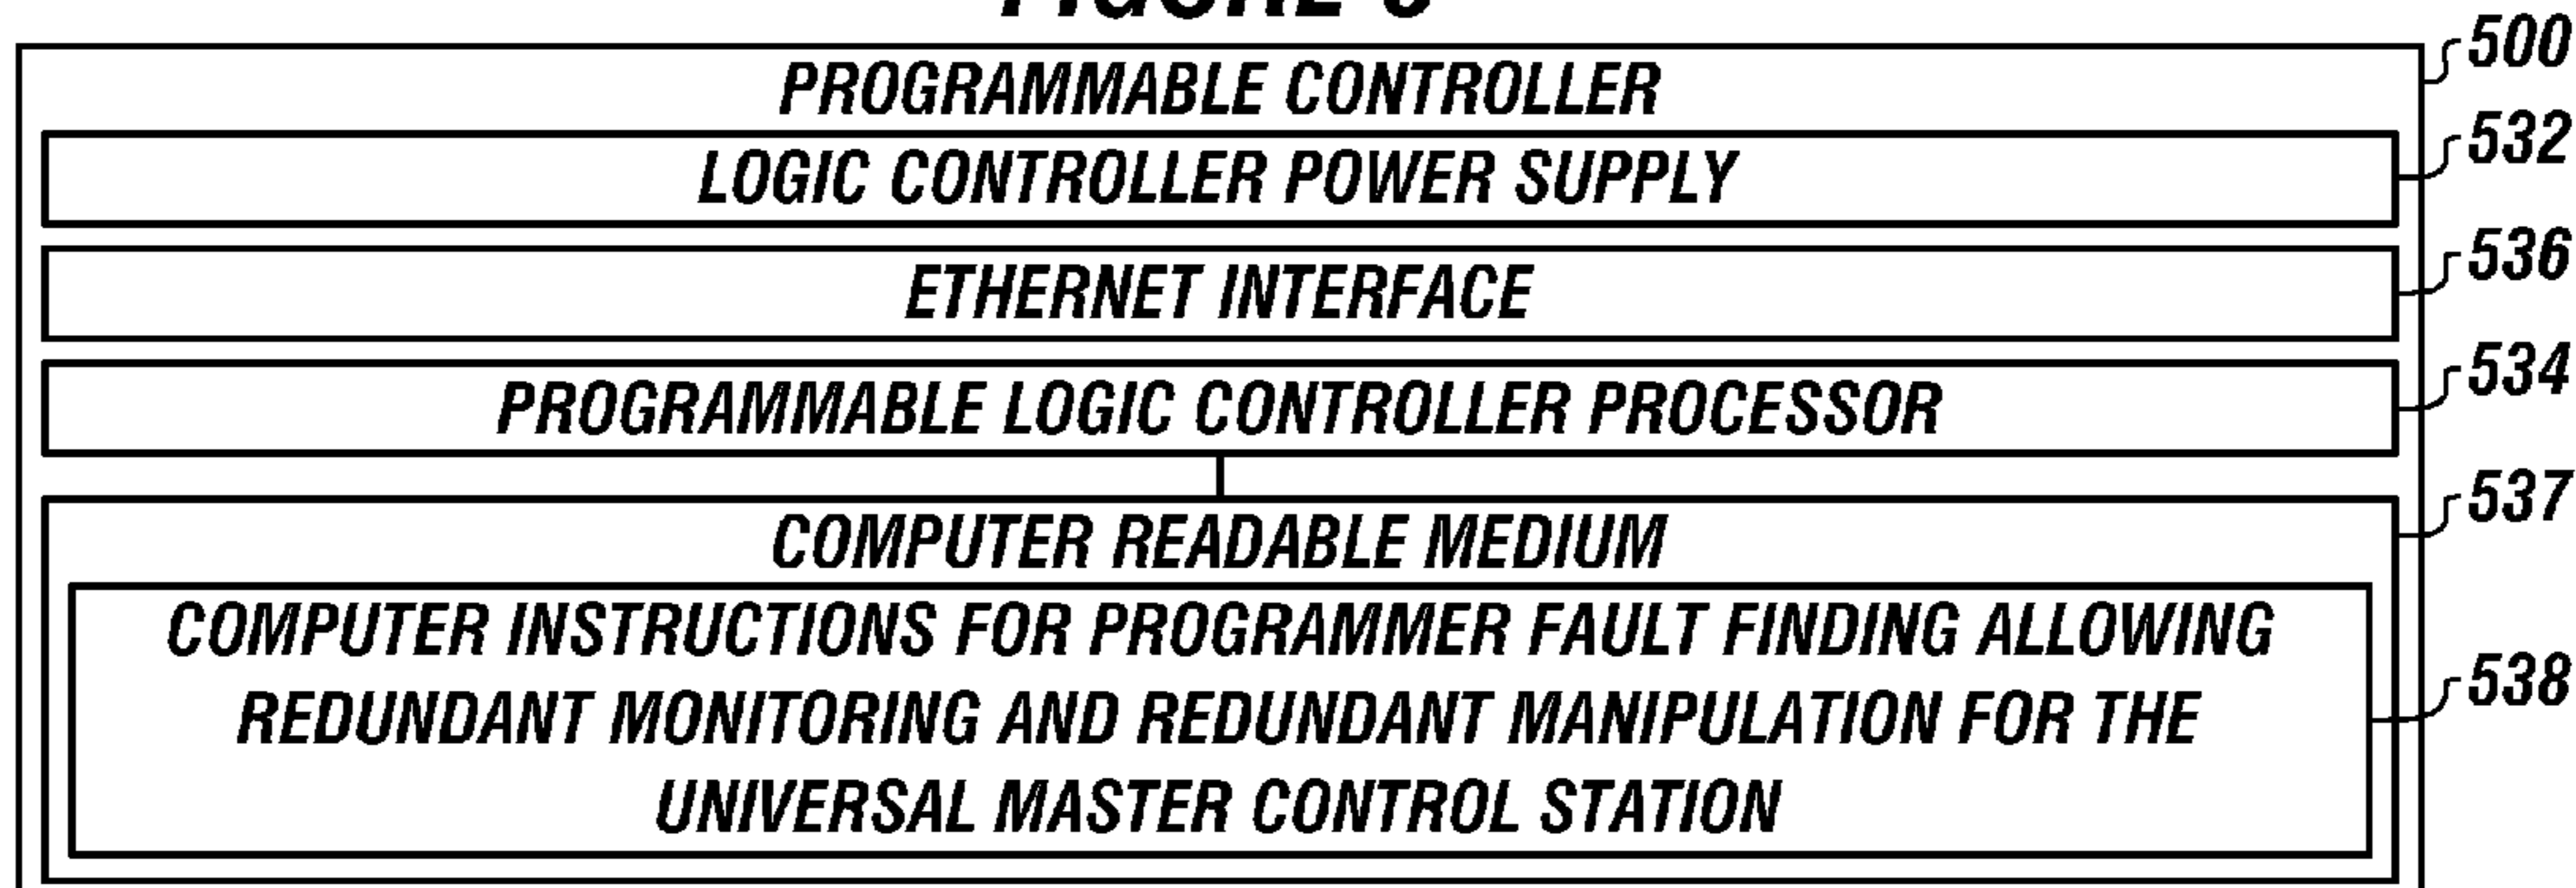 PROGRAMMABLE CONTROLLER
500
LOGIC CONTROLLER POWER SUPPLY
532
ETHERNET INTERFACE
536
PROGRAMMABLE LOGIC CONTROLLER PROCESSOR
534
COMPUTER READABLE MEDIUM
537
COMPUTER INSTRUCTIONS FOR PROGRAMMER FAULT FINDING ALLOWING
REDUNDANT MONITORING AND REDUNDANT MANIPULATION FOR THE
UNIVERSAL MASTER CONTROL STATION
538